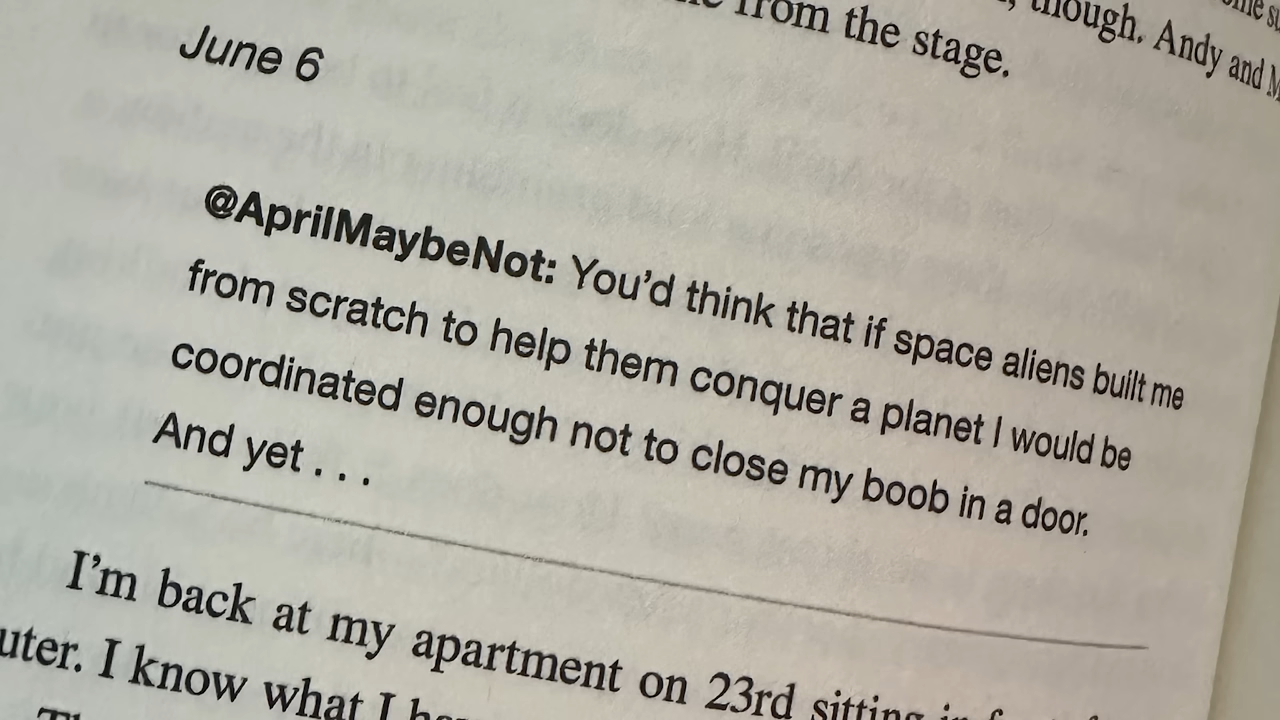 from the stage.
though. Andy and
June 6
@AprilMaybeNot: You’d think that if space aliens built me
from scratch to help them conquer a planet I would be
coordinated enough not to close my boob in a door.
And yet . . .
I’m back at my apartment on 23rd sitting
uter. I know what I